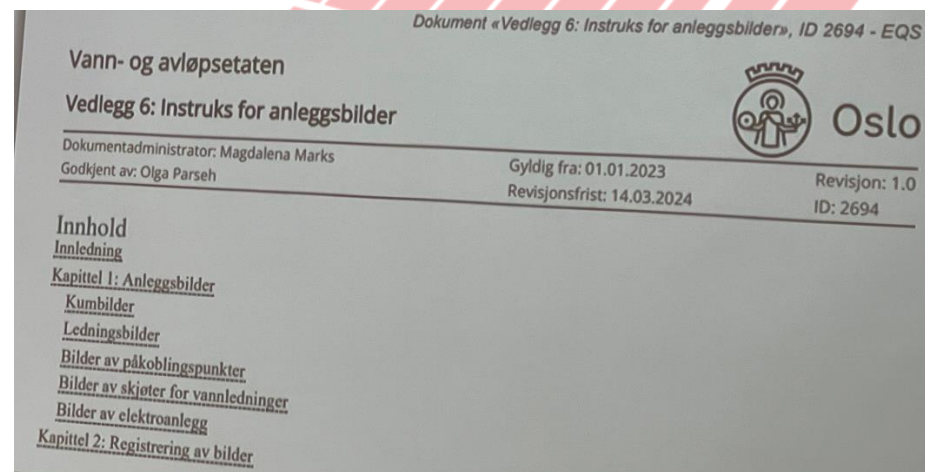 Dokument «Vedlegg 6: Instruks for anleggsbilder», ID 2694 - EQS
Vann- og avløpsetaten
Vedlegg 6: Instruks for anleggsbilder
Oslo
Dokumentadministrator: Magdalena Marks
Godkjent av: Olga Parseh
Gyldig fra: 01.01.2023
Revisjonsfrist: 14.03.2024
Revisjon: 1.0
ID: 2694
Innhold
Innledning
Kapittel 1: Anleggsbilder
Kumbilder
Ledningsbilder
Bilder av påkoblingspunkter
Bilder av skjøter for vannledninger
Bilder av elektroanlegg
Kapittel 2: Registrering av bilder